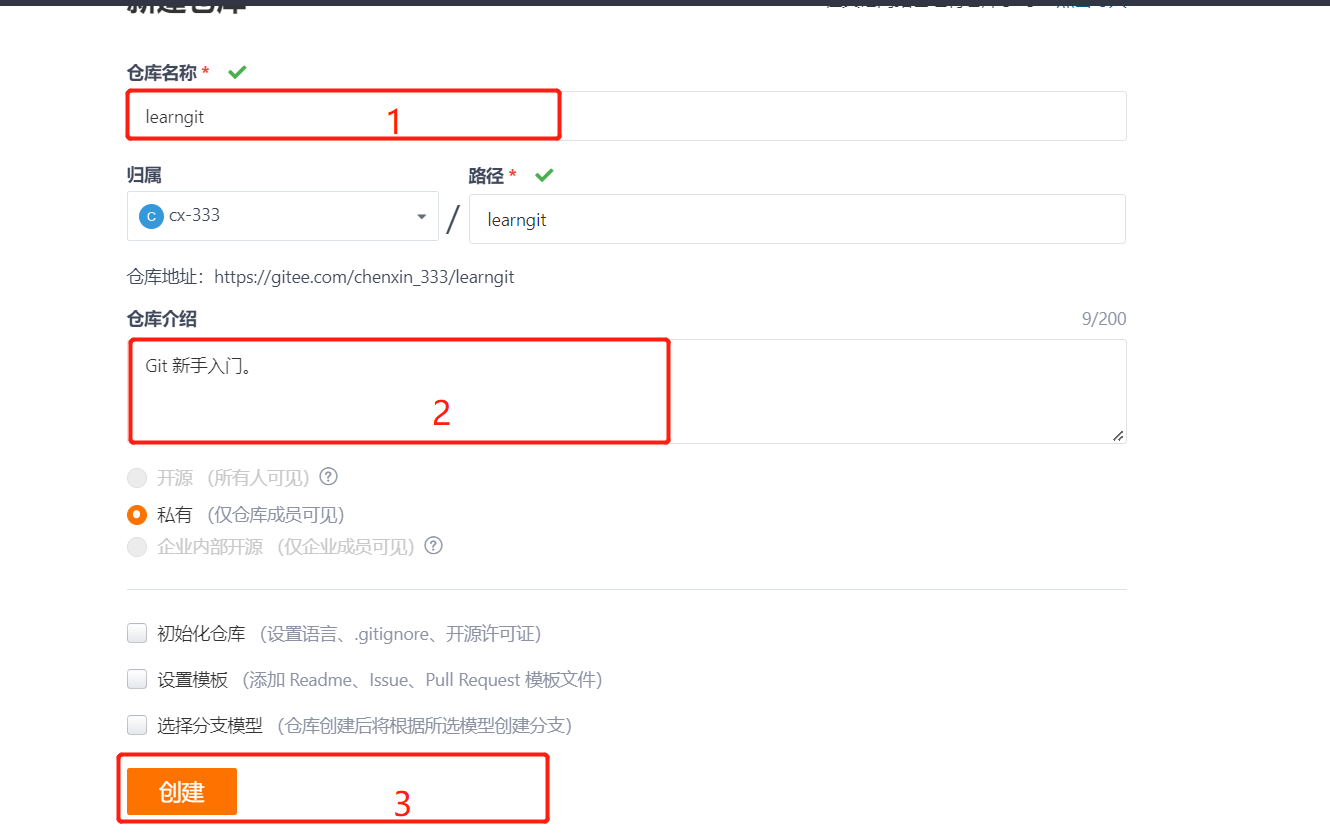 新建仓库
仓库名称 *
learngit
1
归属
路径 *
C cx-333
/
learngit
仓库地址：https://gitee.com/chenxin_333/learngit
仓库介绍
9/200
Git 新手入门。
2
开源 (所有人可见) ?
私有 (仅仓库成员可见)
企业内部开源 (仅企业成员可见) ?
初始化仓库 (设置语言、.gitignore、开源许可证)
设置模板 (添加 Readme、Issue、Pull Request 模板文件)
选择分支模型 (仓库创建后将根据所选模型创建分支)
创建
3